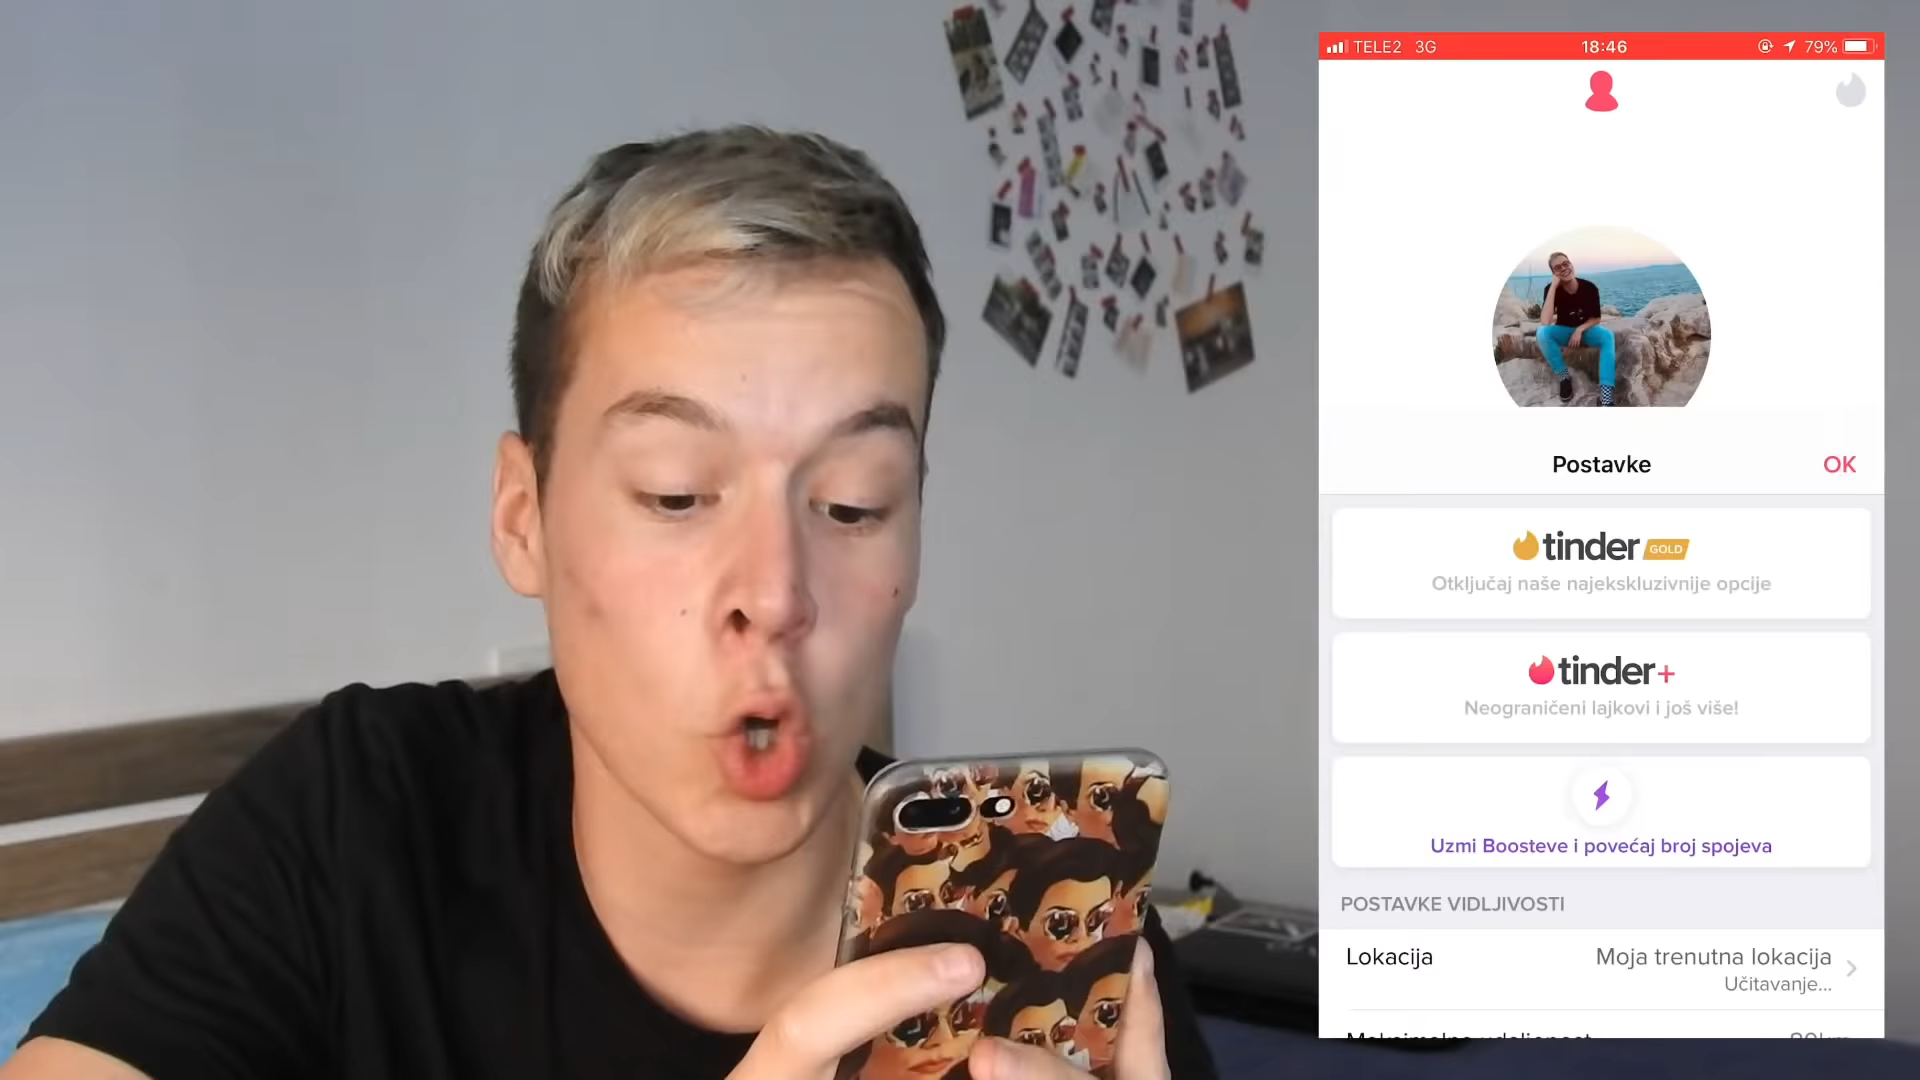 TELE2 3G 18:46 79%
Postavke OK
tinder GOLD
Otključaj naše najekskluzivnije opcije
tinder+
Neograničeni lajkovi i još više!
Uzmi Boosteve i povećaj broj spojeva
POSTAVKE VIDLJIVOSTI
Lokacija Moja trenutna lokacija
Učitavanje...